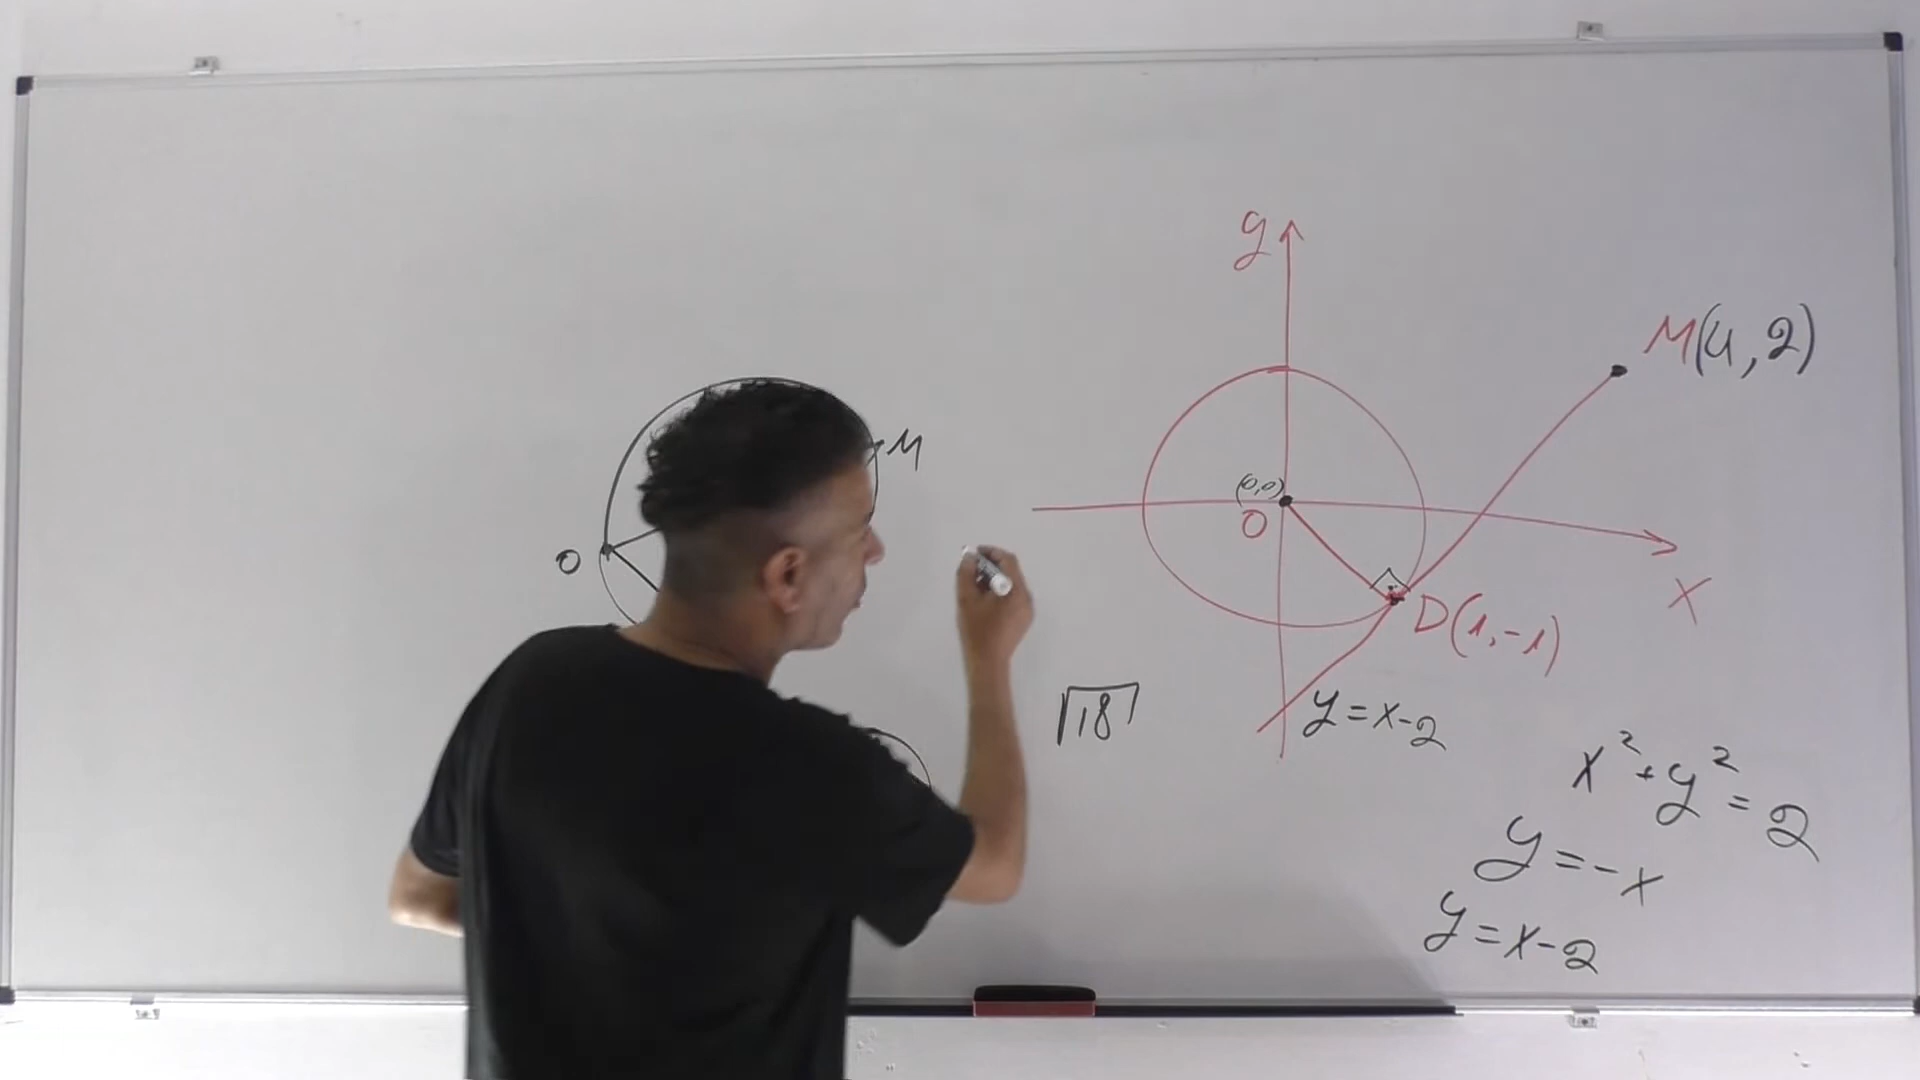 M
O
y
M(4,2)
(0,0)
O
x
D(1,-1)
√18
y=x-2
x²+y²=2
y=-x
y=x-2